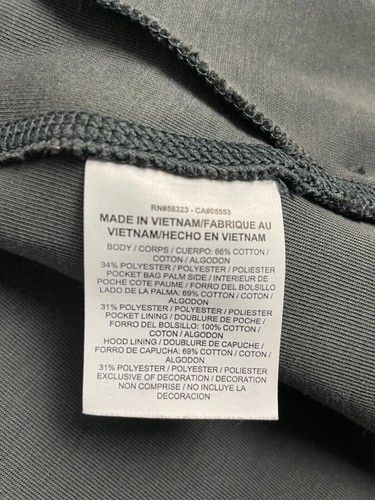 RN#56323 - CA#05553
MADE IN VIETNAM/FABRIQUE AU
VIETNAM/HECHO EN VIETNAM
BODY / CORPS / CUERPO: 66% COTTON /
COTON / ALGODON
34% POLYESTER / POLYESTER / POLIESTER
POCKET BAG PALM SIDE / INTERIEUR DE
POCHE COTE PAUME / FORRO DEL BOLSILLO
LADO DE LA PALMA: 69% COTTON / COTON /
ALGODON
31% POLYESTER / POLYESTER / POLIESTER
POCKET LINING / DOUBLURE DE POCHE /
FORRO DEL BOLSILLO: 100% COTTON /
COTON / ALGODON
HOOD LINING / DOUBLURE DE CAPUCHE /
FORRO DE CAPUCHA: 69% COTTON / COTON /
ALGODON
31% POLYESTER / POLYESTER / POLIESTER
EXCLUSIVE OF DECORATION / DECORATION
NON COMPRISE / NO INCLUYE LA
DECORACION